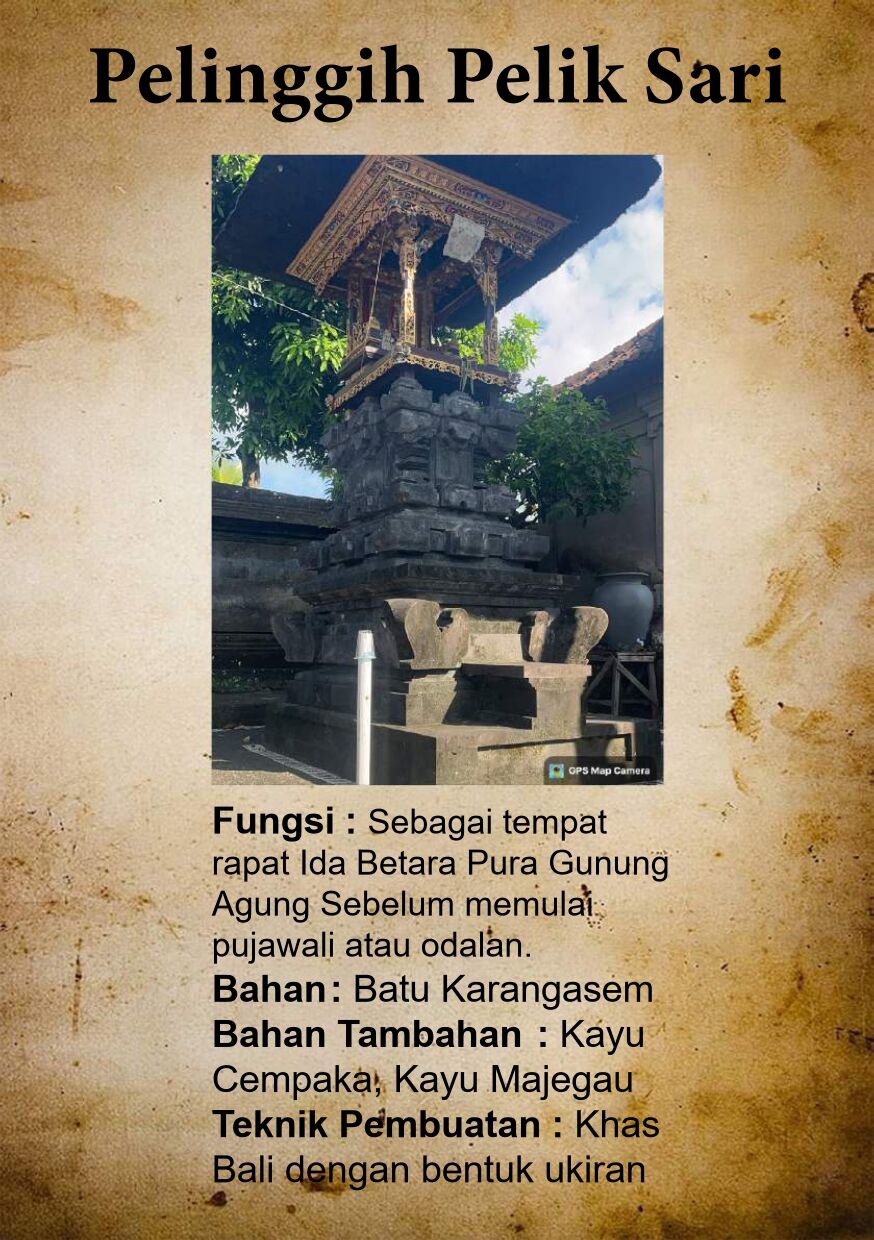 Pelinggih Pelik Sari
GPS Map Camera
Fungsi : Sebagai tempat
rapat Ida Betara Pura Gunung
Agung Sebelum memulai
pujawali atau odalan.
Bahan: Batu Karangasem
Bahan Tambahan : Kayu
Cempaka, Kayu Majegau
Teknik Pembuatan : Khas
Bali dengan bentuk ukiran